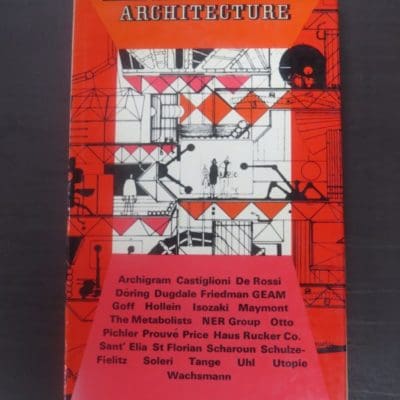 ARCHITECTURE
Archigram Castiglioni De Rossi
Döring Dugdale Friedman GEAM
Goff Hollein Isozaki Maymont
The Metabolists NER Group Otto
Pichler Prouvé Price Haus Rucker Co.
Sant' Elia St Florian Scharoun Schulze-
Fielitz Soleri Tange Uhl Utopie
Wachsmann